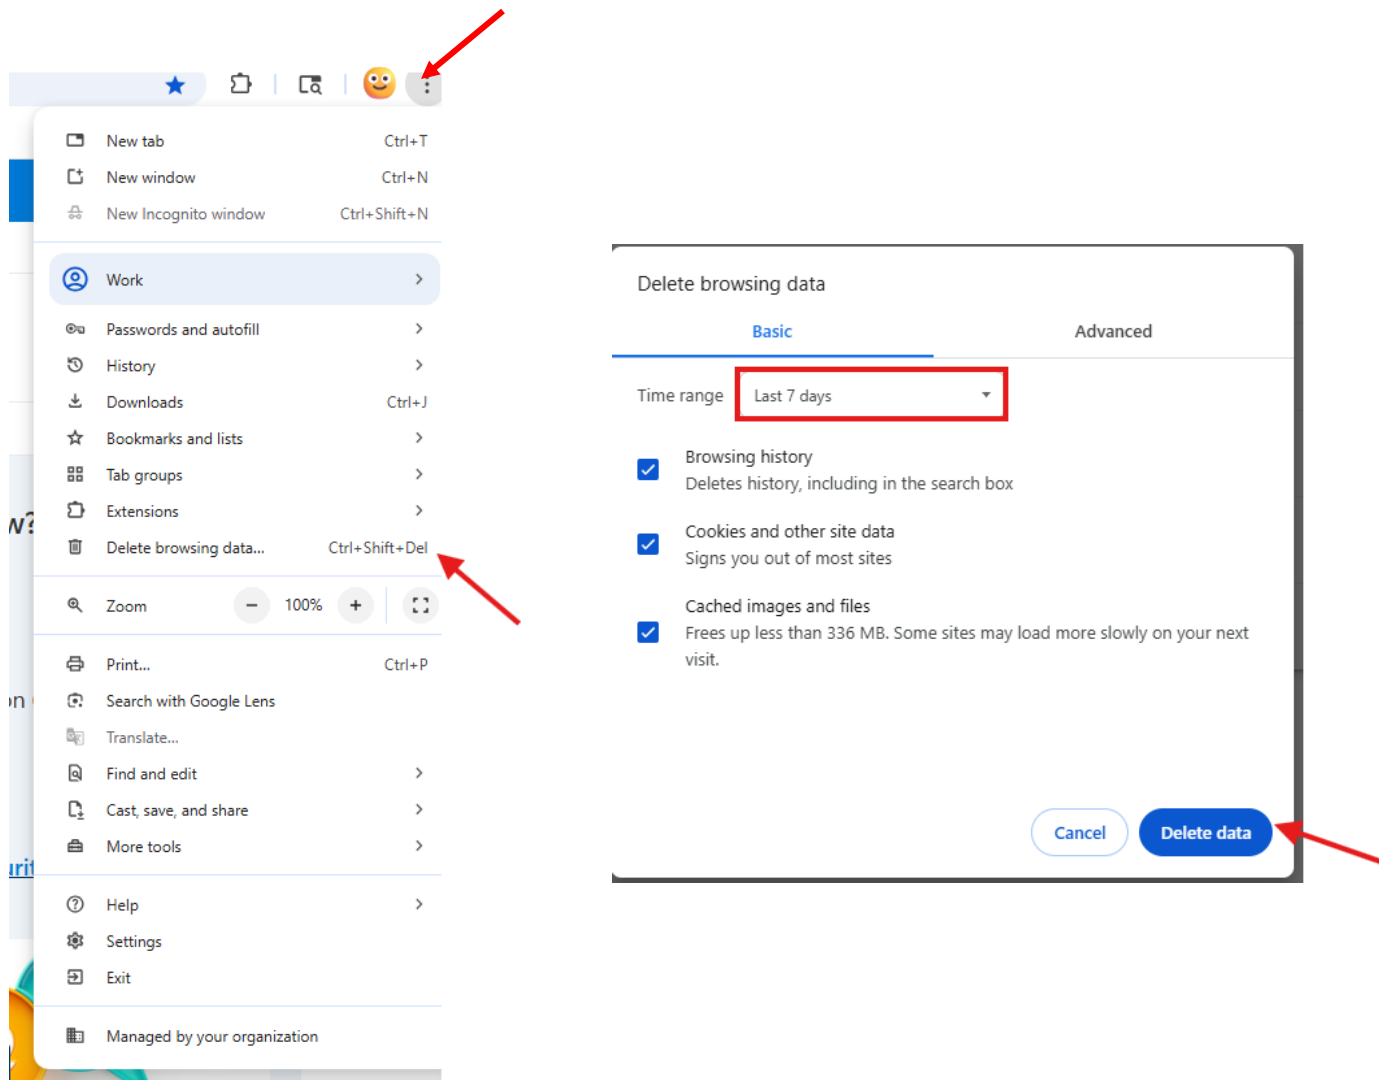 New tab Ctrl+T
New window Ctrl+N
New Incognito window Ctrl+Shift+N
Work
Passwords and autofill
History
Downloads Ctrl+J
Bookmarks and lists
Tab groups
Extensions
Delete browsing data... Ctrl+Shift+Del
Zoom − 100% +
Print... Ctrl+P
Search with Google Lens
Translate...
Find and edit
Cast, save, and share
More tools
Help
Settings
Exit
Managed by your organization
Delete browsing data
Basic Advanced
Time range Last 7 days
Browsing history
Deletes history, including in the search box
Cookies and other site data
Signs you out of most sites
Cached images and files
Frees up less than 336 MB. Some sites may load more slowly on your next
visit.
Cancel Delete data